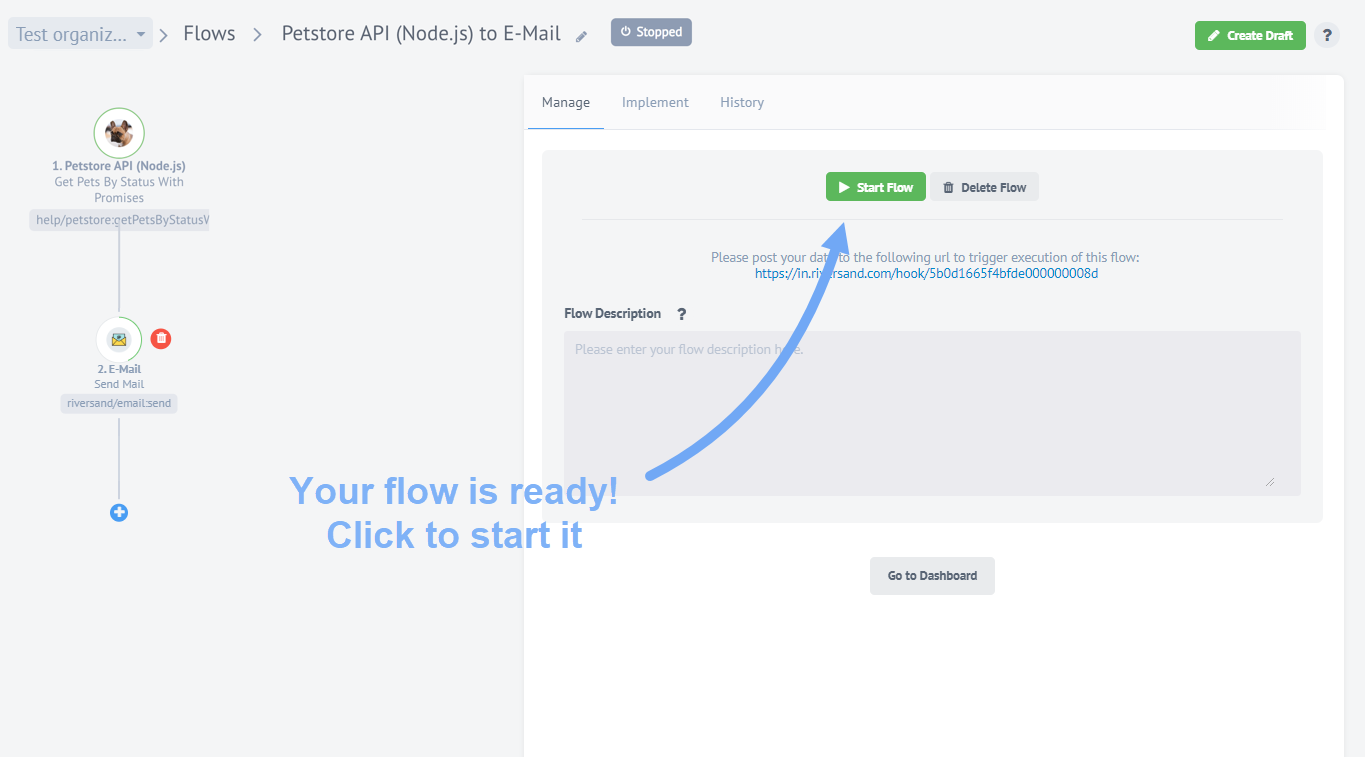 Test organiz...
Flows
Petstore API (Node.js) to E-Mail
Stopped
Create Draft
?
1. Petstore API (Node.js)
Get Pets By Status With
Promises
help/petstore:getPetsByStatusW
2. E-Mail
Send Mail
riversand/email:send
Manage
Implement
History
Start Flow
Delete Flow
Please post your data to the following url to trigger execution of this flow:
https://in.riversand.com/hook/5b0d1665f4bfde000000008d
Flow Description ?
Please enter your flow description here.
Your flow is ready!
Click to start it
Go to Dashboard